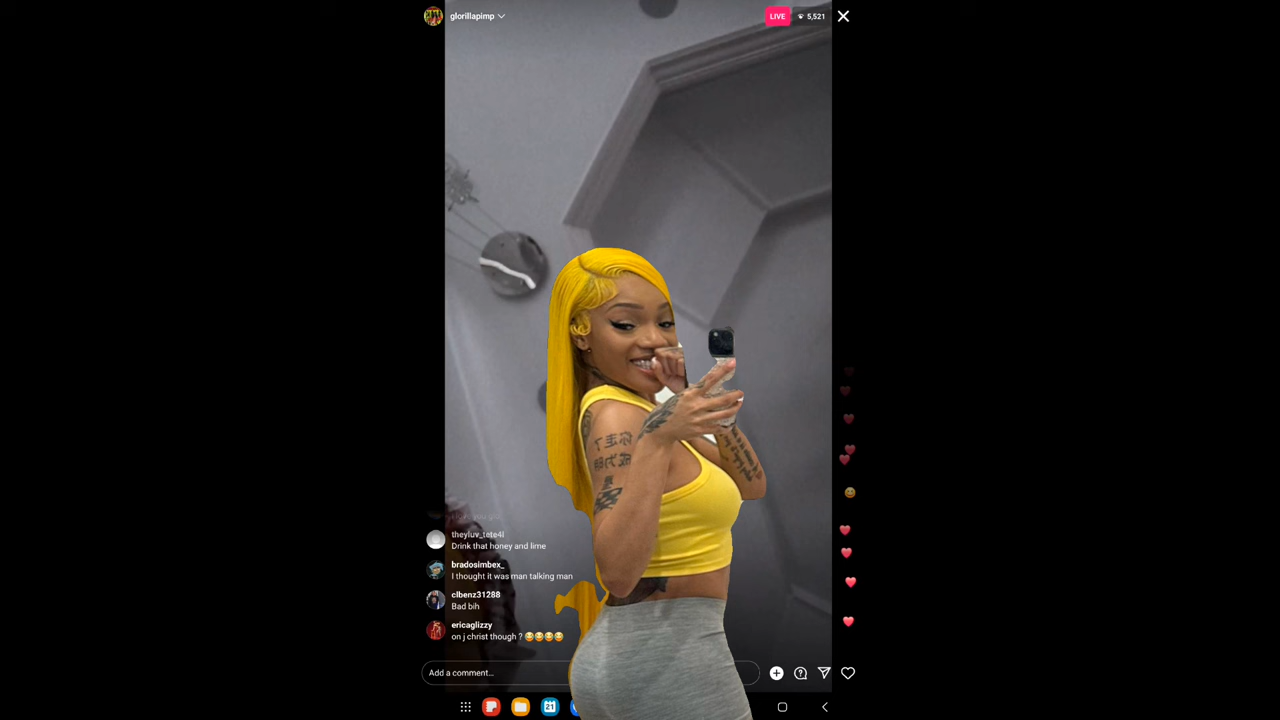 glorillapimp
LIVE
5,521
theyluv_tete4l
Drink that honey and lime
bradosimbex_
I thought it was man talking man
clbenz31288
Bad bih
ericaglizzy
on j christ though ? 😂😂😂😂
Add a comment...
21